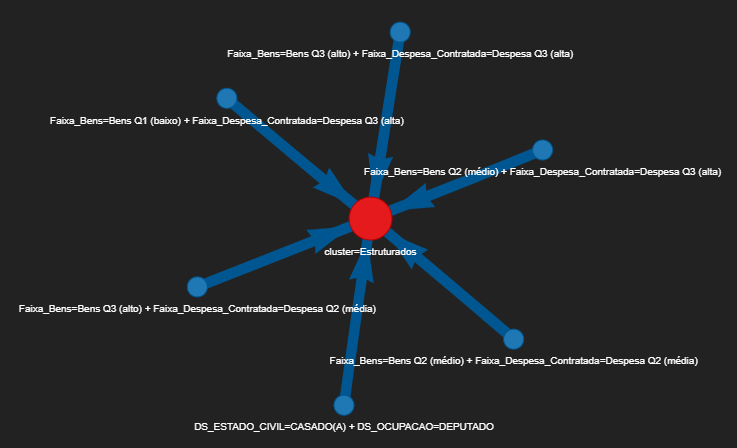 Faixa_Bens=Bens Q3 (alto) + Faixa_Despesa_Contratada=Despesa Q3 (alta)
Faixa_Bens=Bens Q1 (baixo) + Faixa_Despesa_Contratada=Despesa Q3 (alta)
Faixa_Bens=Bens Q2 (médio) + Faixa_Despesa_Contratada=Despesa Q3 (alta)
cluster=Estruturados
Faixa_Bens=Bens Q3 (alto) + Faixa_Despesa_Contratada=Despesa Q2 (média)
Faixa_Bens=Bens Q2 (médio) + Faixa_Despesa_Contratada=Despesa Q2 (média)
DS_ESTADO_CIVIL=CASADO(A) + DS_OCUPACAO=DEPUTADO